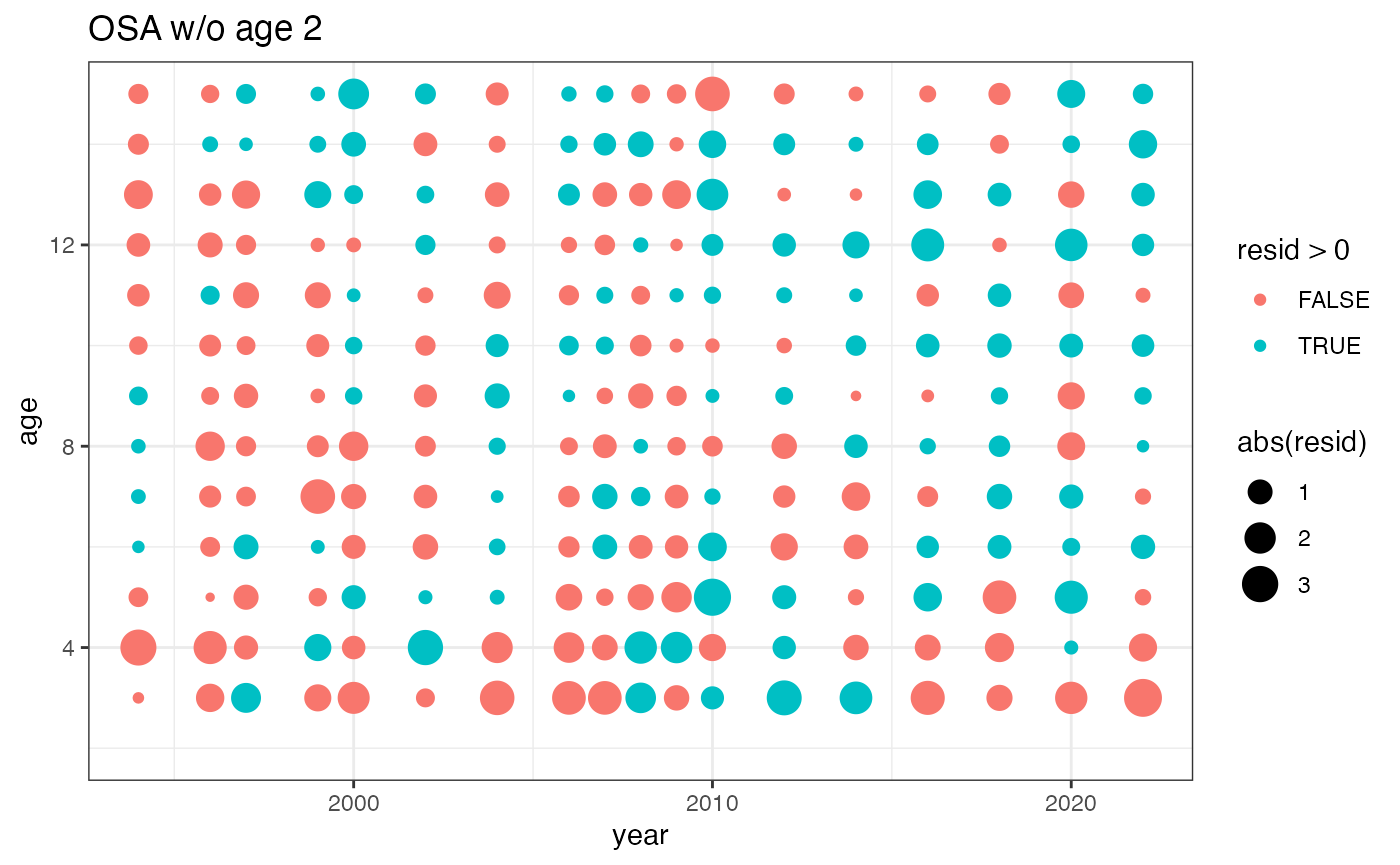 OSA w/o age 2
age
12
8
4
2000
2010
2020
year
resid > 0
FALSE
TRUE
abs(resid)
1
2
3